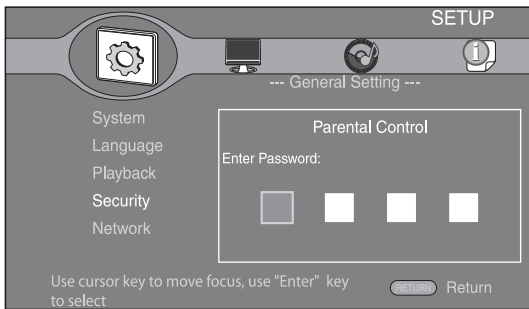 SETUP
--- General Setting ---
System
Language
Playback
Security
Network
Parental Control
Enter Password:
Use cursor key to move focus, use "Enter" key
to select
RETURN Return